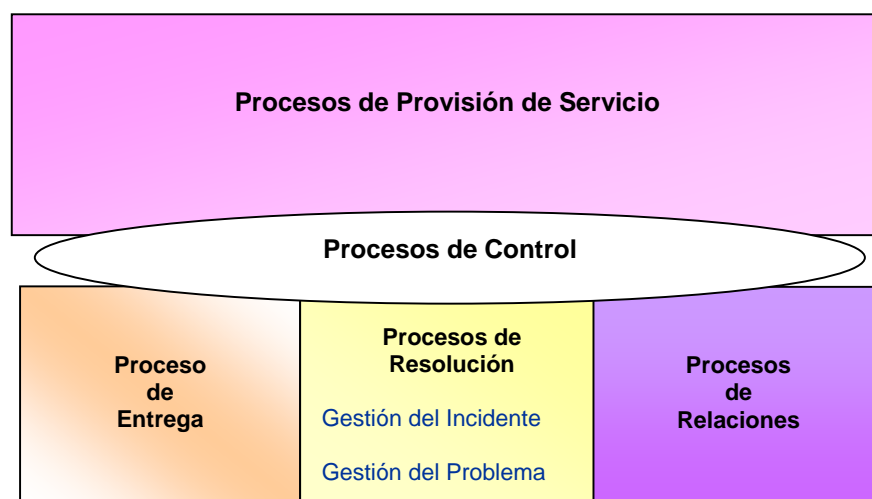 Procesos de Provisión de Servicio
Procesos de Control
Proceso
de
Entrega
Procesos de
Resolución
Gestión del Incidente
Gestión del Problema
Procesos
de
Relaciones